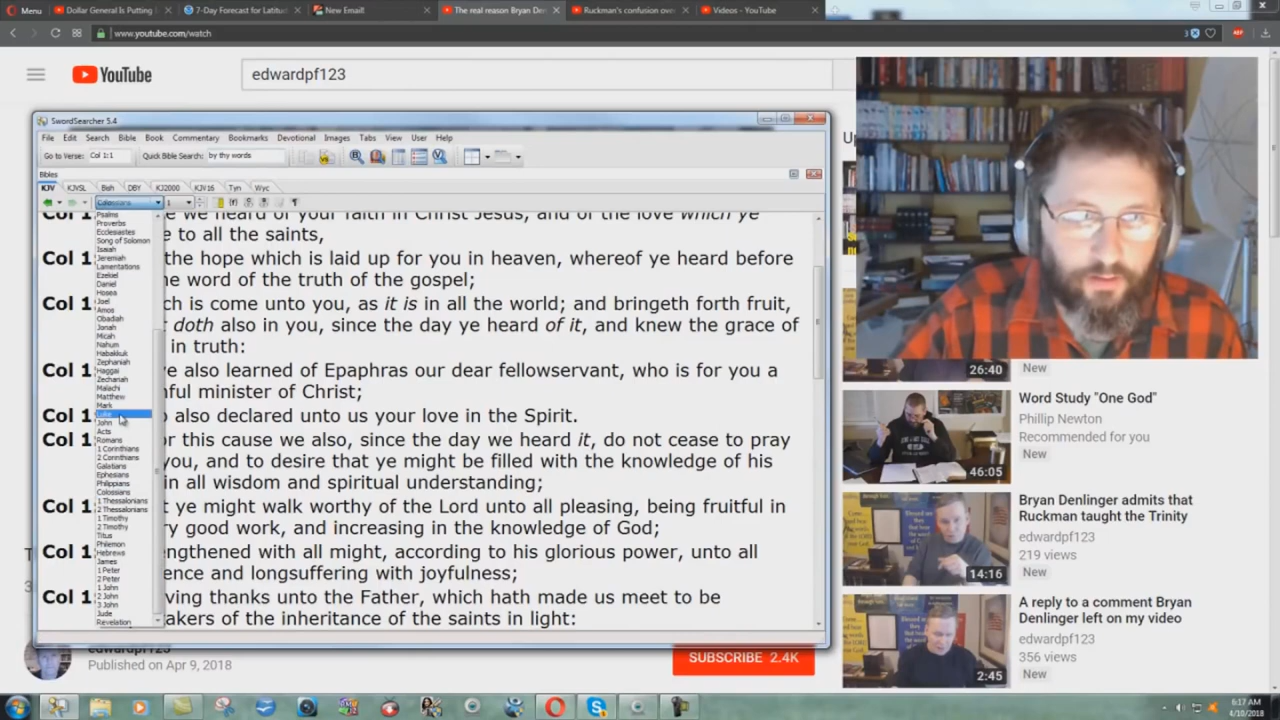 Menu
Dollar General Is Putting
7-Day Forecast for Latitud
New Emaill
The real reason Bryan Den
Ruckman's confusion ove
Videos - YouTube
www.youtube.com/watch
3
YouTube
edwardpf123
SwordSearcher 5.4
File Edit Search Bible Book Commentary Bookmarks Devotional Images Tabs View User Help
Go to Verse: Col 1:1 Quick Bible Search: by thy words
Bibles
KJV KJVSL Bish DBY KJ2000 KJV16 Tyn Wyc
Colossians 1
Psalms
Proverbs
Ecclesiastes
Song of Solomon
Isaiah
Jeremiah
Lamentations
Ezekiel
Daniel
Hosea
Joel
Amos
Obadiah
Jonah
Micah
Nahum
Habakkuk
Zephaniah
Haggai
Zechariah
Malachi
Matthew
Mark
Luke
John
Acts
Romans
1 Corinthians
2 Corinthians
Galatians
Ephesians
Philippians
Colossians
1 Thessalonians
2 Thessalonians
1 Timothy
2 Timothy
Titus
Philemon
Hebrews
James
1 Peter
2 Peter
1 John
2 John
3 John
Jude
Revelation
Col 1: e we heard of your faith in Christ Jesus, and of the love which ye
e to all the saints,
Col 1: the hope which is laid up for you in heaven, whereof ye heard before
he word of the truth of the gospel;
Col 1: ch is come unto you, as it is in all the world; and bringeth forth fruit,
doth also in you, since the day ye heard of it, and knew the grace of
in truth:
Col 1: e also learned of Epaphras our dear fellowservant, who is for you a
ful minister of Christ;
Col 1: o also declared unto us your love in the Spirit.
Col 1: or this cause we also, since the day we heard it, do not cease to pray
you, and to desire that ye might be filled with the knowledge of his
in all wisdom and spiritual understanding;
Col 1: t ye might walk worthy of the Lord unto all pleasing, being fruitful in
ry go work, and increasing in the knowledge of God;
Col 1: engthened with all might, according to his glorious power, unto all
ence and longsuffering with joyfulness;
Col 1: ving thanks unto the Father, which hath made us meet to be
akers of the inheritance of the saints in light:
edwardpf123
Published on Apr 9, 2018
SUBSCRIBE 2.4K
26:40
New
Word Study "One God"
Phillip Newton
Recommended for you
New
46:05
Bryan Denlinger admits that
Ruckman taught the Trinity
edwardpf123
219 views
New
14:16
A reply to a comment Bryan
Denlinger left on my video
edwardpf123
356 views
New
2:45
6:17 AM
4/10/2018